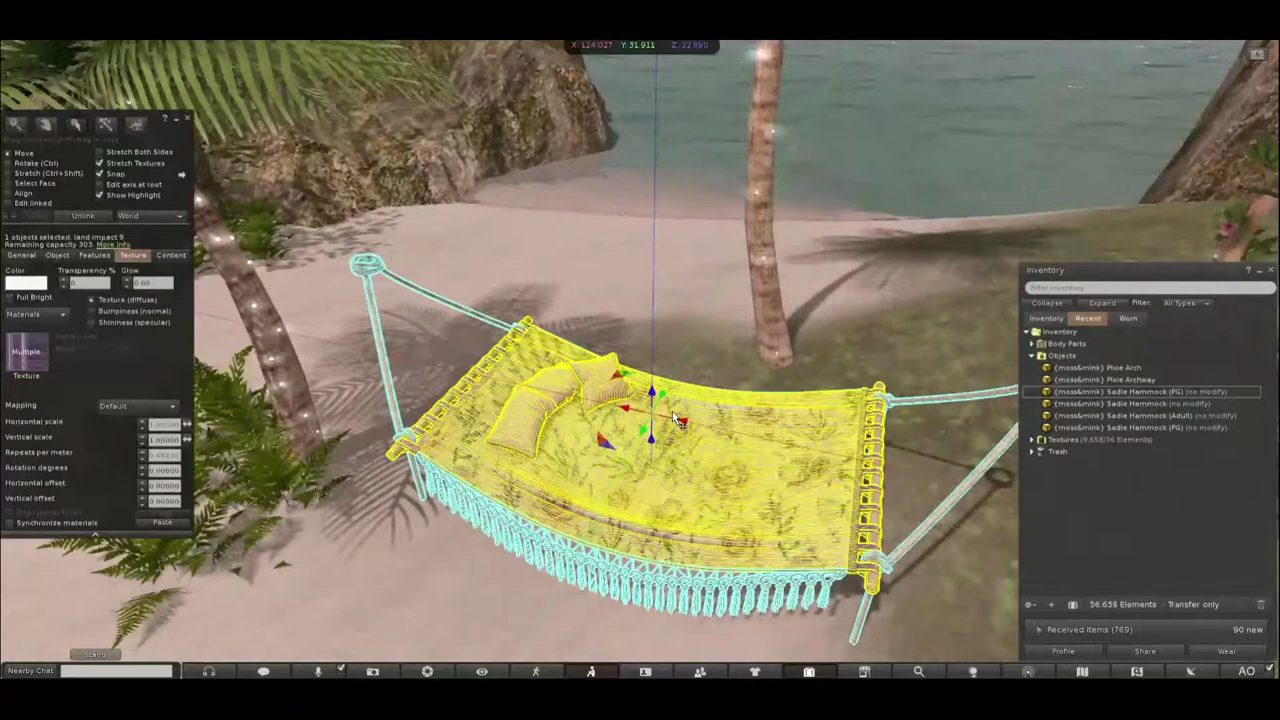 X: 124.027 Y: 31.911 Z: 22.890
Move
Rotate (Ctrl)
Stretch (Ctrl+Shift)
Select Face
Align
Edit linked
Stretch Both Sides
Stretch Textures
Snap
Edit axis at root
Show Highlight
Unlink
World
1 objects selected, land impact 9
Remaining capacity 303. More info
General Object Features Texture Content
Color
Transparency %
Glow
0
0.00
Full Bright
Texture (diffuse)
Bumpiness (normal)
Shininess (specular)
Materials
Multiple
Texture
Mapping
Default
Horizontal scale
Vertical scale
1.00000
Repeats per meter
Rotation degrees
0.00000
Horizontal offset
0.00000
Vertical offset
0.00000
Synchronize materials
Paste
Inventory
Filter Inventory
Collapse Expand Filter: All Types
Inventory Recent Worn
Inventory
Body Parts
Objects
{moss&mink} Pixie Arch
{moss&mink} Pixie Archway
{moss&mink} Sadie Hammock (PG) (no modify)
{moss&mink} Sadie Hammock (no modify)
{moss&mink} Sadie Hammock (Adult) (no modify)
{moss&mink} Sadie Hammock (PG) (no modify)
Textures (9.658/36 Elements)
Trash
56.658 Elements - Transfer only
Received Items (769) 90 new
Profile Share Wear
Stand
Nearby Chat
AO